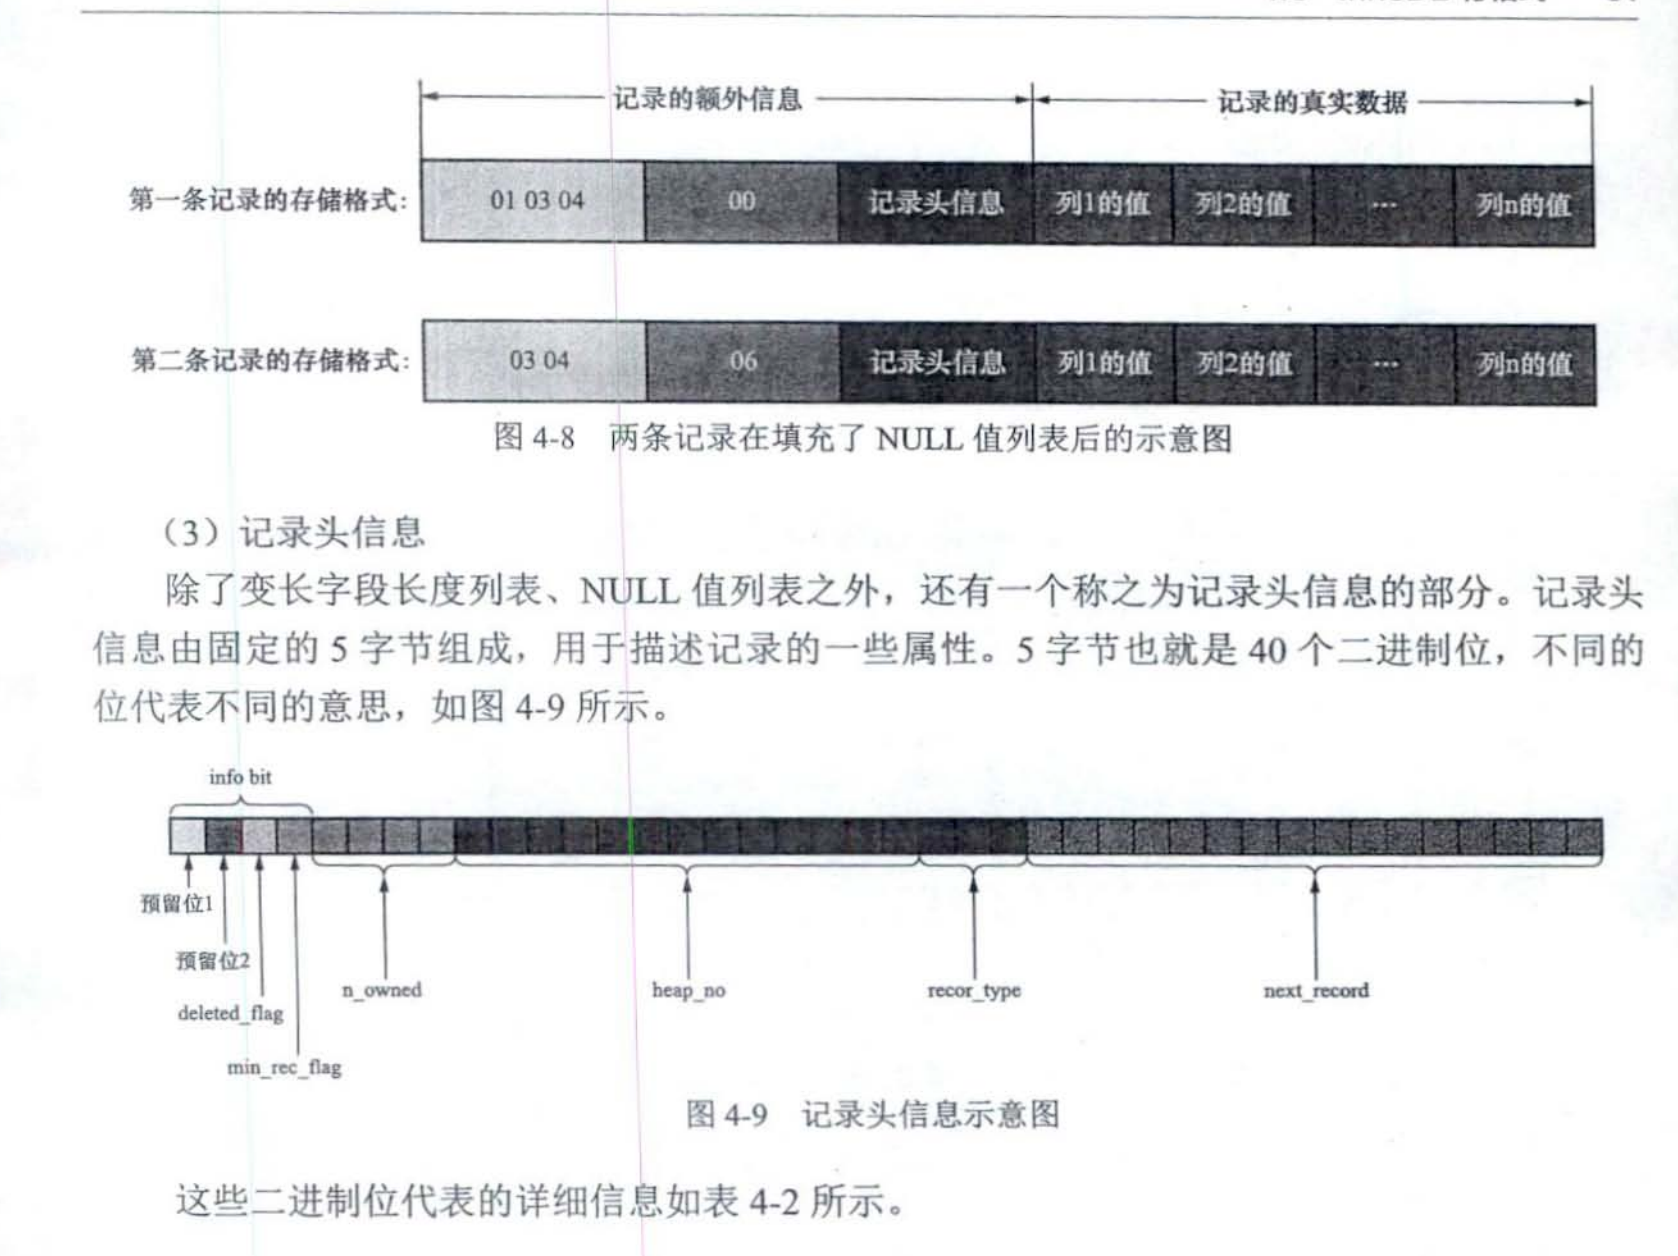 记录的额外信息 记录的真实数据
第一条记录的存储格式: 01 03 04 00 记录头信息 列1的值 列2的值 ... 列n的值
第二条记录的存储格式: 03 04 06 记录头信息 列1的值 列2的值 ... 列n的值
图 4-8 两条记录在填充了 NULL 值列表后的示意图
（3）记录头信息
除了变长字段长度列表、NULL 值列表之外，还有一个称之为记录头信息的部分。记录头
信息由固定的 5 字节组成，用于描述记录的一些属性。5 字节也就是 40 个二进制位，不同的
位代表不同的意思，如图 4-9 所示。
info bit
预留位1
预留位2
n_owned heap_no recor_type next_record
deleted_flag
min_rec_flag
图 4-9 记录头信息示意图
这些二进制位代表的详细信息如表 4-2 所示。